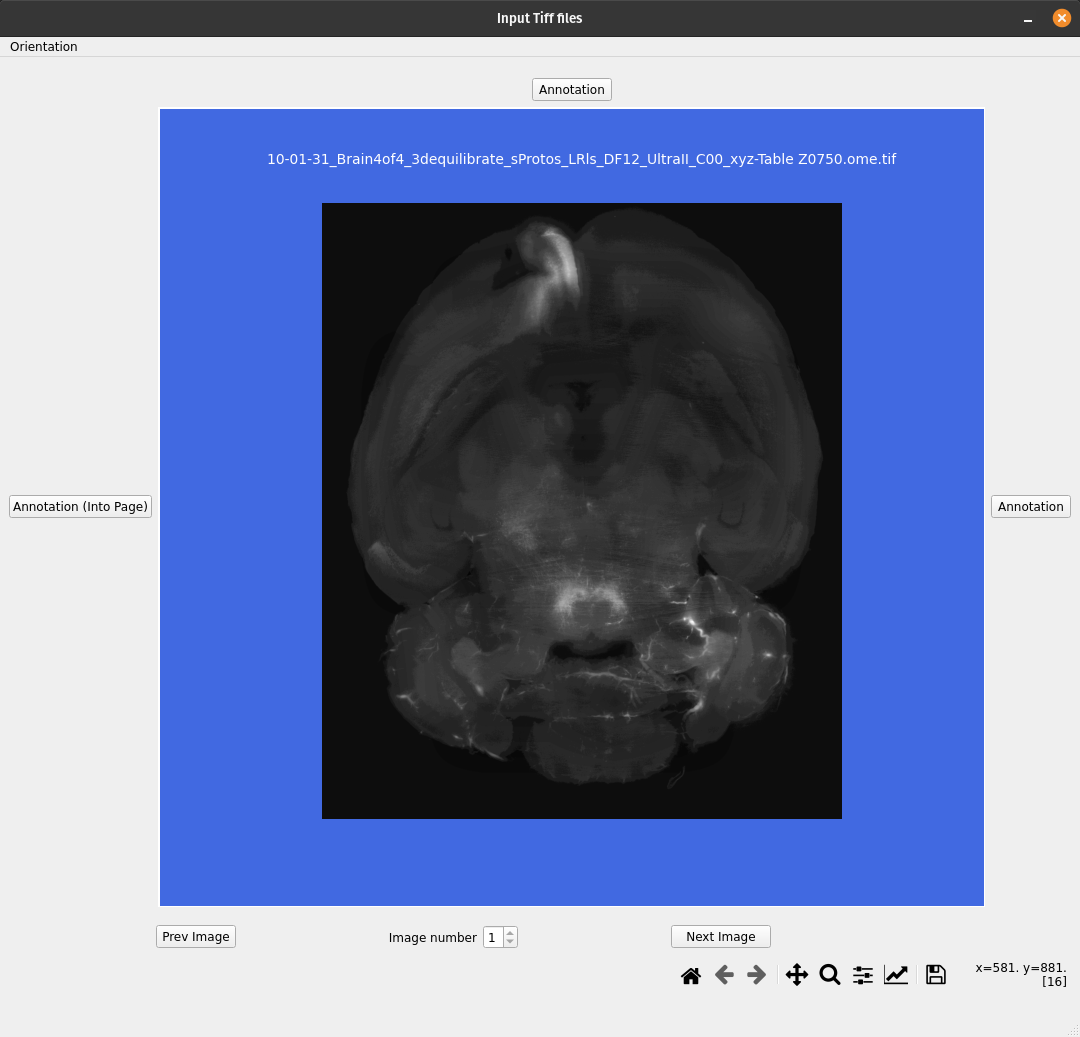 Input Tiff files
Orientation
Annotation
10-01-31_Brain4of4_3dequilibrate_sProtos_LRls_DF12_UltraII_C00_xyz-Table Z0750.ome.tif
Annotation (Into Page)
Annotation
Prev Image
Image number 1
Next Image
x=581. y=881.
[16]